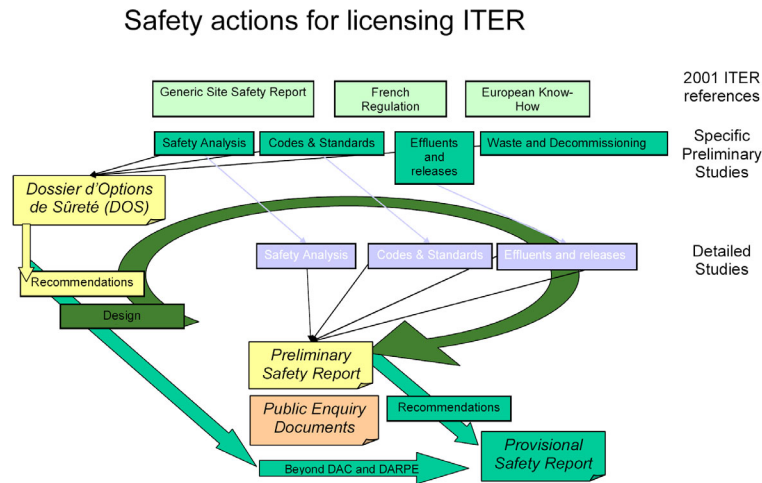 Safety actions for licensing ITER
Generic Site Safety Report
French
Regulation
European Know-
How
2001 ITER
references
Safety Analysis
Codes & Standards
Effluents
and
releases
Waste and Decommissioning
Specific
Preliminary
Studies
Dossier d'Options
de Sûreté (DOS)
Safety Analysis
Codes & Standards
Effluents and releases
Detailed
Studies
Recommendations
Design
Preliminary
Safety Report
Public Enquiry
Documents
Recommendations
Provisional
Safety Report
Beyond DAC and DARPE